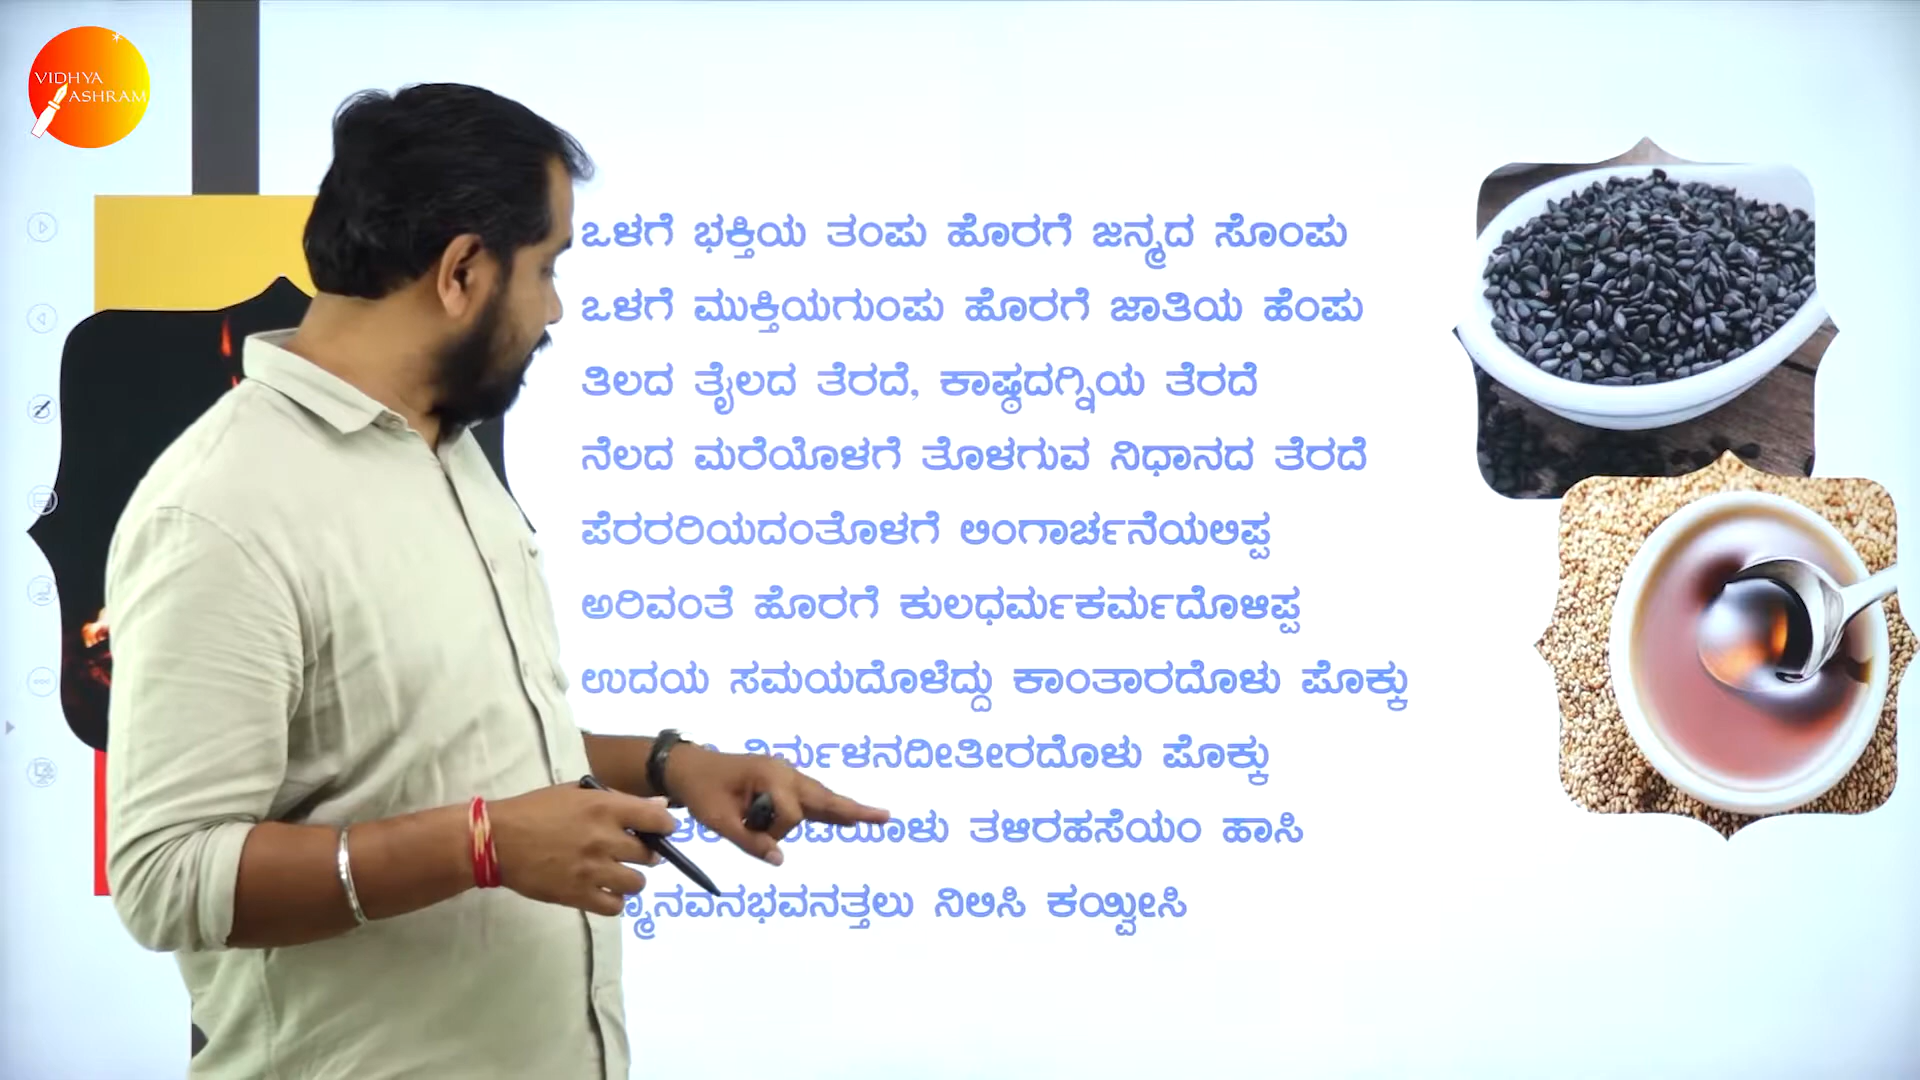 VIDHYA
ASHRAM
ಒಳಗೆ ಭಕ್ತಿಯ ತಂಪು ಹೊರಗೆ ಜನ್ಮದ ಸೊಂಪು
ಒಳಗೆ ಮುಕ್ತಿಯಗುಂಪು ಹೊರಗೆ ಜಾತಿಯ ಹೆಂಪು
ತಿಲದ ತೈಲದ ತೆರದೆ, ಕಾಷ್ಠದಗ್ನಿಯ ತೆರದೆ
ನೆಲದ ಮರೆಯೊಳಗೆ ತೊಳಗುವ ನಿಧಾನದ ತೆರದೆ
ಪೆರರರಿಯದಂತೊಳಗೆ ಲಿಂಗಾರ್ಚನೆಯಲಿಪ್ಪ
ಅರಿವಂತೆ ಹೊರಗೆ ಕುಲಧರ್ಮಕರ್ಮದೊಳಿಪ್ಪ
ಉದಯ ಸಮಯದೊಳೆದ್ದು ಕಾಂತಾರದೊಳು ಪೊಕ್ಕು
ನಿರ್ಮಳನದೀತೀರದೊಳು ಪೊಕ್ಕು
ತಳಿರಹಸೆಯಂ ಹಾಸಿ
ನಿಲಿಸಿ ಕಯ್ವೀಸಿ